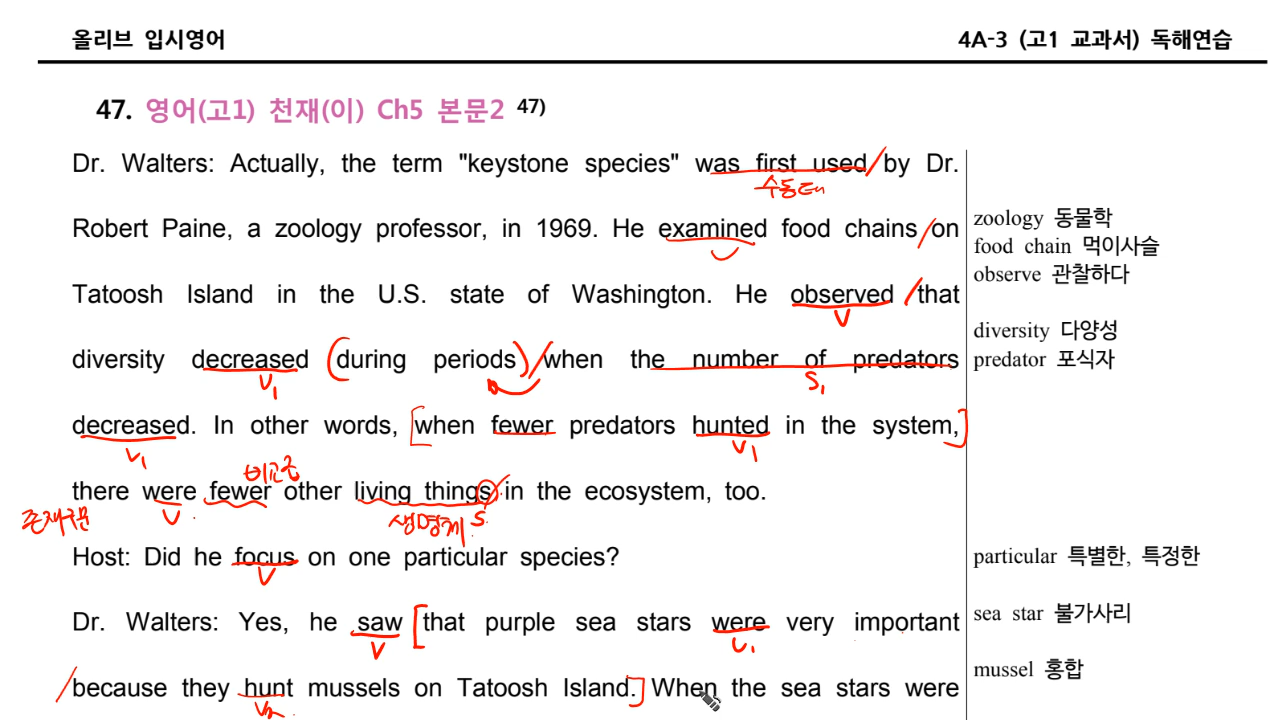 올리브 입시영어 4A-3 (고1 교과서) 독해연습
47. 영어(고1) 천재(이) Ch5 본문2 47)
Dr. Walters: Actually, the term "keystone species" was first used / by Dr.
수동태
Robert Paine, a zoology professor, in 1969. He examined food chains / on
V
Tatoosh Island in the U.S. state of Washington. He observed / that
V
diversity decreased (during periods) / when the number of predators
V1 S1
decreased. In other words, [when fewer predators hunted in the system,]
V1 V1
비교급
there were fewer other living things / in the ecosystem, too.
존재구문 V 생명체 S
Host: Did he focus on one particular species?
V
Dr. Walters: Yes, he saw [that purple sea stars were very important
V V1
/ because they hunt mussels on Tatoosh Island.] When the sea stars were
V2
zoology 동물학
food chain 먹이사슬
observe 관찰하다
diversity 다양성
predator 포식자
particular 특별한, 특정한
sea star 불가사리
mussel 홍합